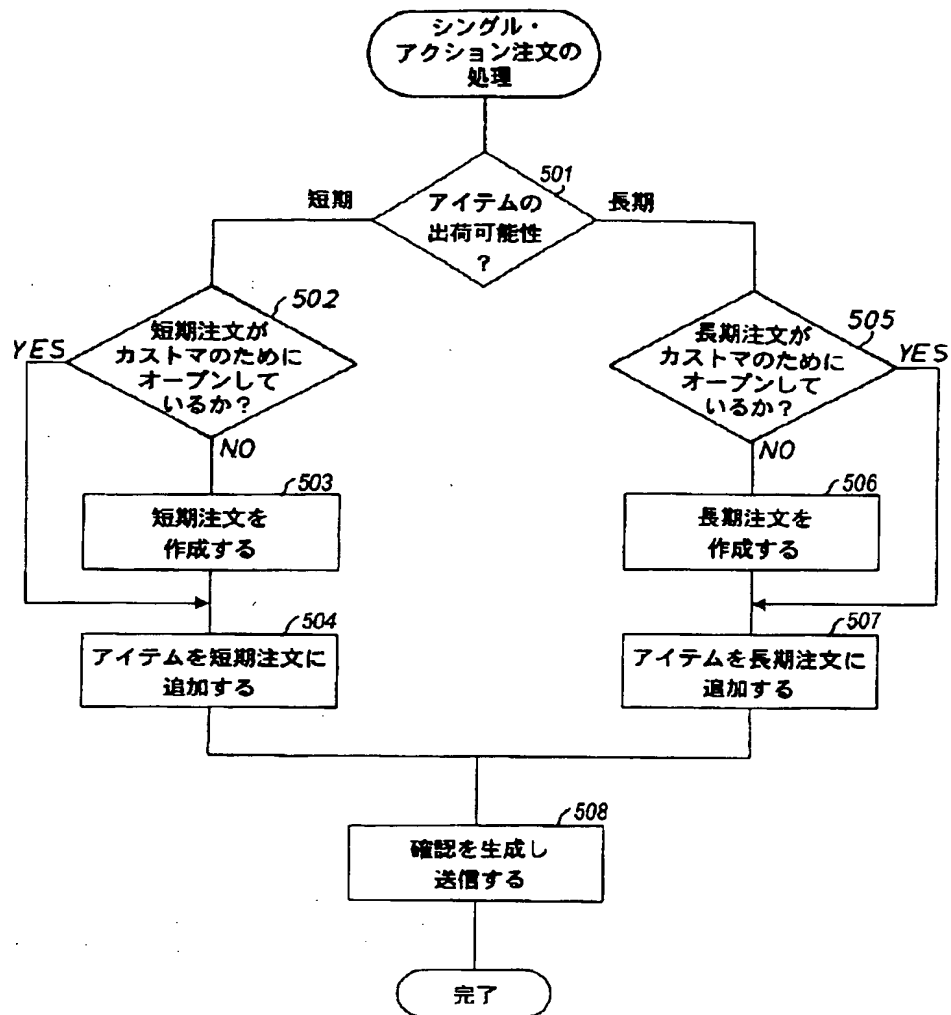 シングル・
アクション注文の
処理
501
短期
アイテムの
出荷可能性
?
長期
502
YES
短期注文が
カストマのために
オープンして
いるか?
NO
503
短期注文を
作成する
504
アイテムを短期注文に
追加する
505
長期注文が
カストマのために
オープンして
いるか?
YES
NO
506
長期注文を
作成する
507
アイテムを長期注文に
追加する
508
確認を生成し
送信する
完了